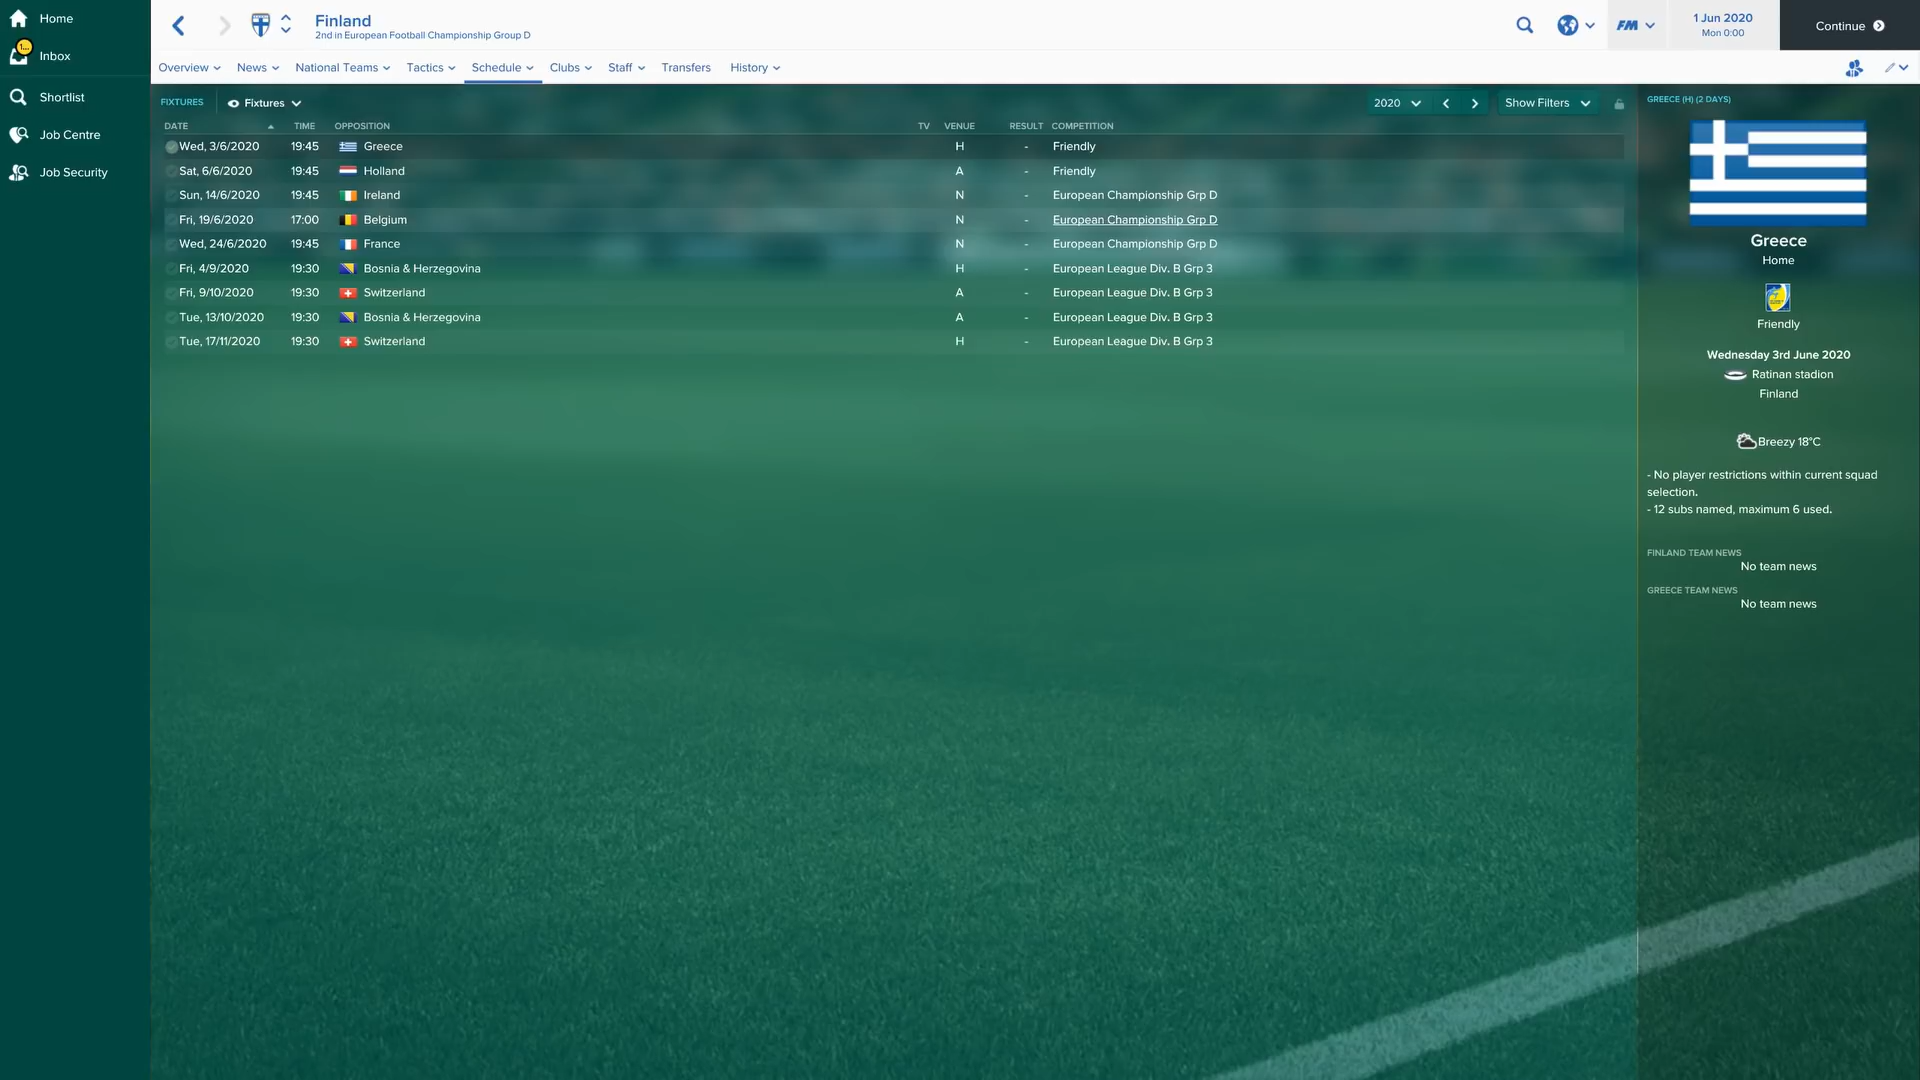 Home
Inbox
Shortlist
Job Centre
Job Security
Finland
2nd in European Football Championship Group D
FM
1 Jun 2020
Mon 0:00
Continue
Overview News National Teams Tactics Schedule Clubs Staff Transfers History
FIXTURES Fixtures 2020 Show Filters
DATE TIME OPPOSITION TV VENUE RESULT COMPETITION
Wed, 3/6/2020 19:45 Greece H - Friendly
Sat, 6/6/2020 19:45 Holland A - Friendly
Sun, 14/6/2020 19:45 Ireland N - European Championship Grp D
Fri, 19/6/2020 17:00 Belgium N - European Championship Grp D
Wed, 24/6/2020 19:45 France N - European Championship Grp D
Fri, 4/9/2020 19:30 Bosnia & Herzegovina H - European League Div. B Grp 3
Fri, 9/10/2020 19:30 Switzerland A - European League Div. B Grp 3
Tue, 13/10/2020 19:30 Bosnia & Herzegovina A - European League Div. B Grp 3
Tue, 17/11/2020 19:30 Switzerland H - European League Div. B Grp 3
GREECE (H) (2 DAYS)
Greece
Home
Friendly
Wednesday 3rd June 2020
Ratinan stadion
Finland
Breezy 18°C
- No player restrictions within current squad
selection.
- 12 subs named, maximum 6 used.
FINLAND TEAM NEWS
No team news
GREECE TEAM NEWS
No team news